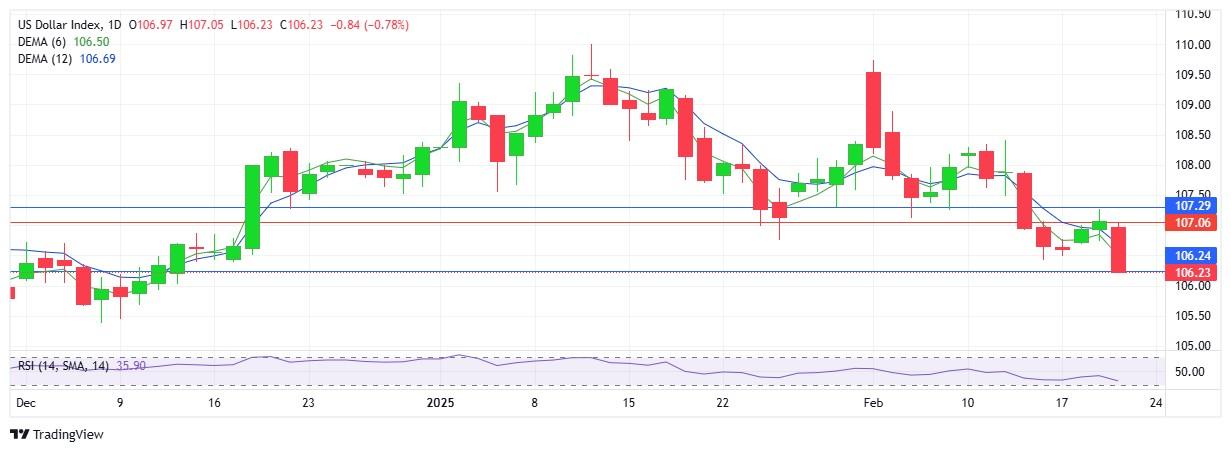 US Dollar Index, 1D O106.97 H107.05 L106.23 C106.23 −0.84 (−0.78%)
DEMA (6) 106.50
DEMA (12) 106.69
110.50
110.00
109.50
109.00
108.50
108.00
107.50
107.29
107.06
106.24
106.23
106.00
105.50
105.00
RSI (14, SMA, 14) 35.90
50.00
Dec 9 16 23 2025 8 15 22 Feb 10 17 24
TradingView